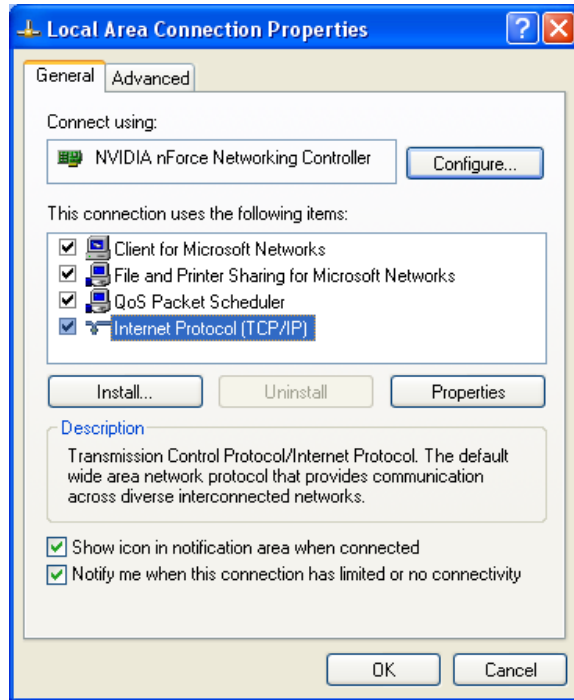 Local Area Connection Properties
General
Advanced
Connect using:
NVIDIA nForce Networking Controller
Configure...
This connection uses the following items:
Client for Microsoft Networks
File and Printer Sharing for Microsoft Networks
QoS Packet Scheduler
Internet Protocol (TCP/IP)
Install...
Uninstall
Properties
Description
Transmission Control Protocol/Internet Protocol. The default
wide area network protocol that provides communication
across diverse interconnected networks.
Show icon in notification area when connected
Notify me when this connection has limited or no connectivity
OK
Cancel